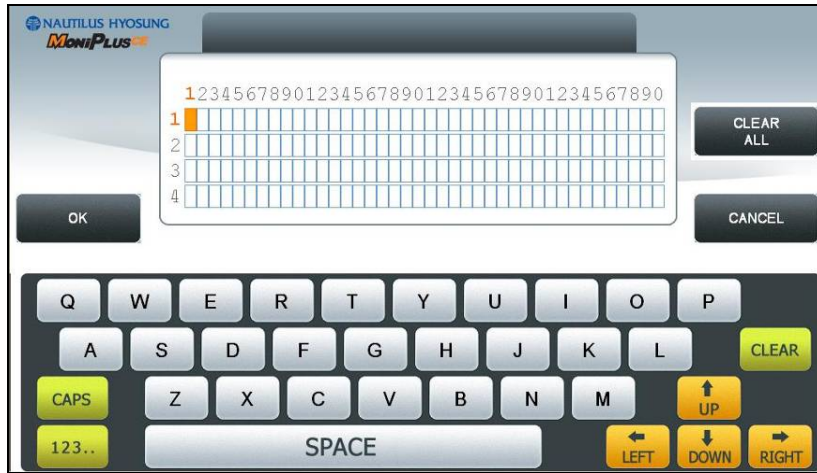 NAUTILUS HYOSUNG
MoniPlusCE
1234567890123456789012345678901234567890
1
2
3
4
CLEAR
ALL
OK
CANCEL
Q W E R T Y U I O P
A S D F G H J K L CLEAR
CAPS Z X C V B N M UP
123.. SPACE LEFT DOWN RIGHT